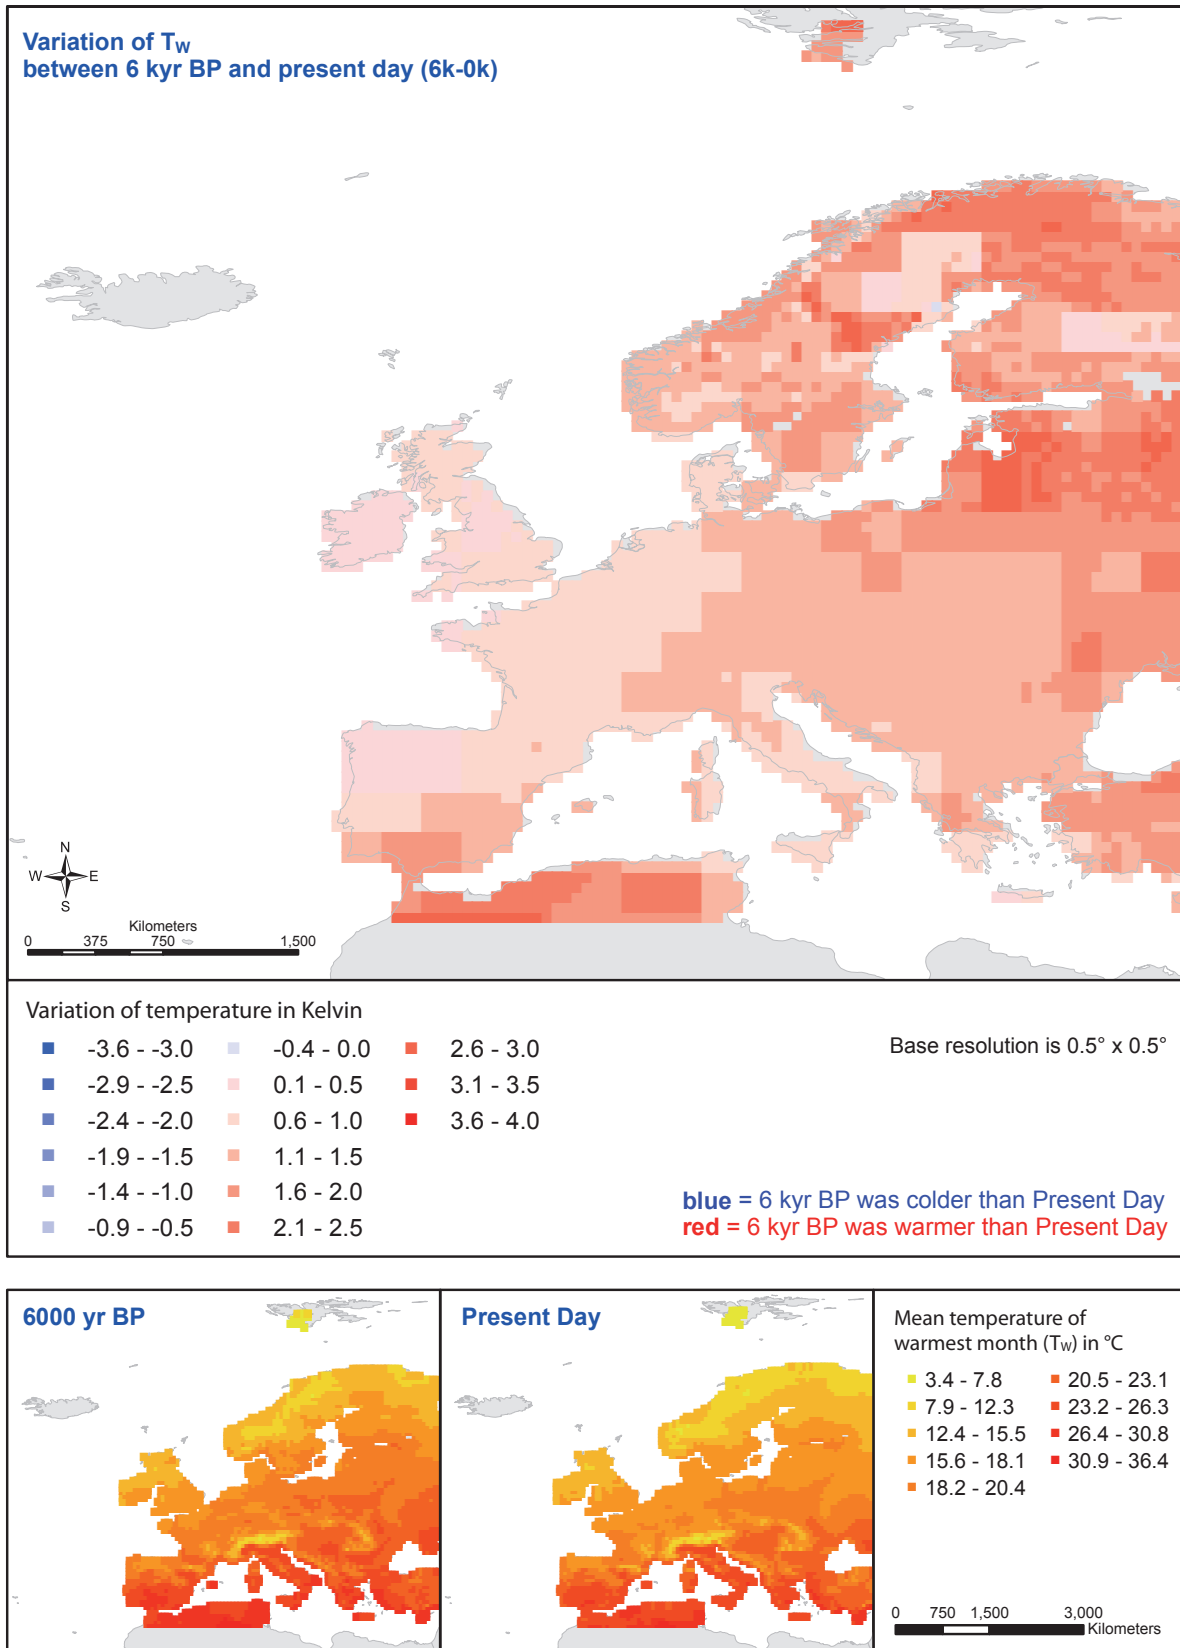 Variation of TW
between 6 kyr BP and present day (6k-0k)
N
W E
S
Kilometers
0 375 750 1,500
Variation of temperature in Kelvin
-3.6 - -3.0
-2.9 - -2.5
-2.4 - -2.0
-1.9 - -1.5
-1.4 - -1.0
-0.9 - -0.5
-0.4 - 0.0
0.1 - 0.5
0.6 - 1.0
1.1 - 1.5
1.6 - 2.0
2.1 - 2.5
2.6 - 3.0
3.1 - 3.5
3.6 - 4.0
Base resolution is 0.5° x 0.5°
blue = 6 kyr BP was colder than Present Day
red = 6 kyr BP was warmer than Present Day
6000 yr BP
Present Day
Mean temperature of
warmest month (TW) in °C
3.4 - 7.8
7.9 - 12.3
12.4 - 15.5
15.6 - 18.1
18.2 - 20.4
20.5 - 23.1
23.2 - 26.3
26.4 - 30.8
30.9 - 36.4
0 750 1,500 3,000
Kilometers